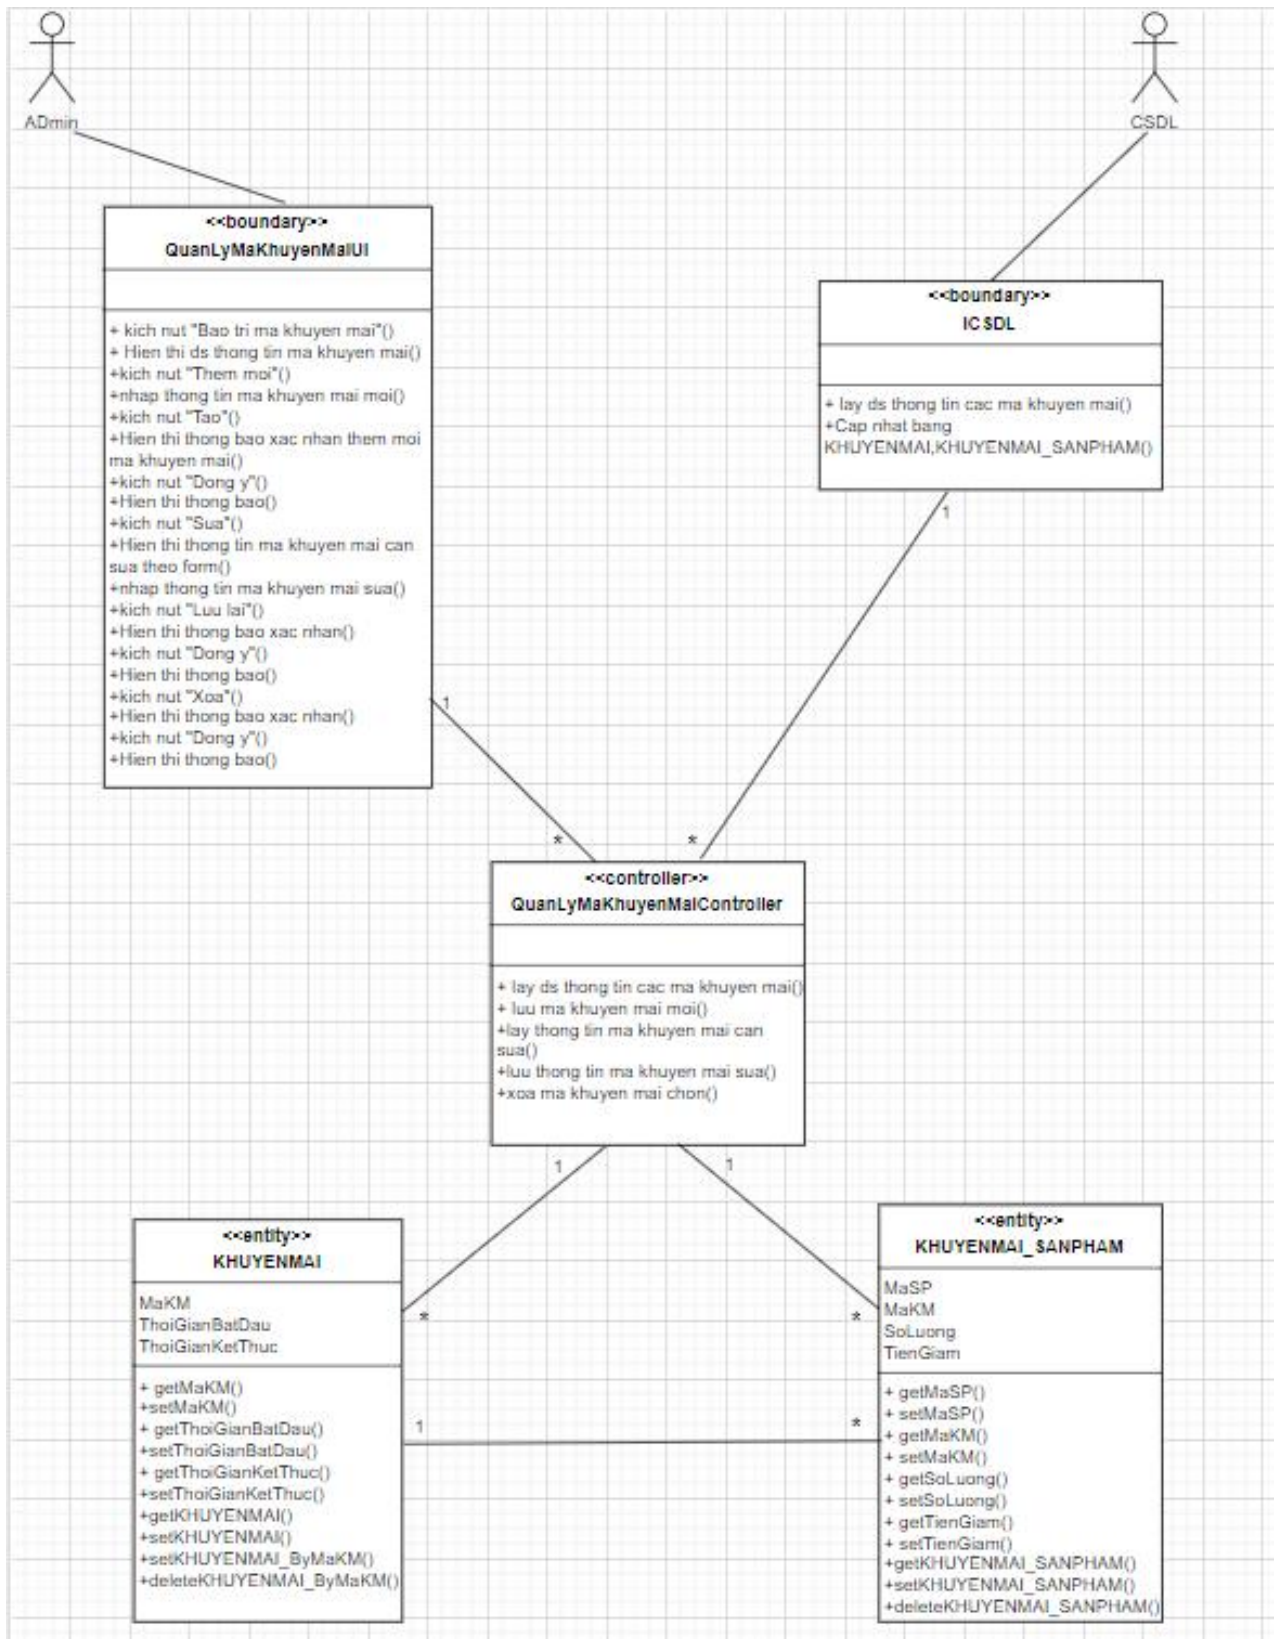 ADmin
CSDL
<<boundary>>
QuanLyMaKhuyenMaiUI
+ kich nut "Bao tri ma khuyen mai"()
+ Hien thi ds thong tin ma khuyen mai()
+kich nut "Them moi"()
+nhap thong tin ma khuyen mai moi()
+kich nut "Tao"()
+Hien thi thong bao xac nhan them moi
ma khuyen mai()
+kich nut "Dong y"()
+Hien thi thong bao()
+kich nut "Sua"()
+Hien thi thong tin ma khuyen mai can
sua theo form()
+nhap thong tin ma khuyen mai sua()
+kich nut "Luu lai"()
+Hien thi thong bao xac nhan()
+kich nut "Dong y"()
+Hien thi thong bao()
+kich nut "Xoa"()
+Hien thi thong bao xac nhan()
+kich nut "Dong y"()
+Hien thi thong bao()
<<boundary>>
ICSDL
+ lay ds thong tin cac ma khuyen mai()
+Cap nhat bang
KHUYENMAI,KHUYENMAI_SANPHAM()
1
1
*
*
<<controller>>
QuanLyMaKhuyenMaiController
+ lay ds thong tin cac ma khuyen mai()
+ luu ma khuyen mai moi()
+lay thong tin ma khuyen mai can
sua()
+luu thong tin ma khuyen mai sua()
+xoa ma khuyen mai chon()
1
1
*
*
<<entity>>
KHUYENMAI
MaKM
ThoiGianBatDau
ThoiGianKetThuc
+ getMaKM()
+setMaKM()
+ getThoiGianBatDau()
+setThoiGianBatDau()
+ getThoiGianKetThuc()
+setThoiGianKetThuc()
+getKHUYENMAI()
+setKHUYENMAI()
+setKHUYENMAI_ByMaKM()
+deleteKHUYENMAI_ByMaKM()
1
*
<<entity>>
KHUYENMAI_SANPHAM
MaSP
MaKM
SoLuong
TienGiam
+ getMaSP()
+ setMaSP()
+ getMaKM()
+ setMaKM()
+ getSoLuong()
+ setSoLuong()
+ getTienGiam()
+ setTienGiam()
+getKHUYENMAI_SANPHAM()
+setKHUYENMAI_SANPHAM()
+deleteKHUYENMAI_SANPHAM()